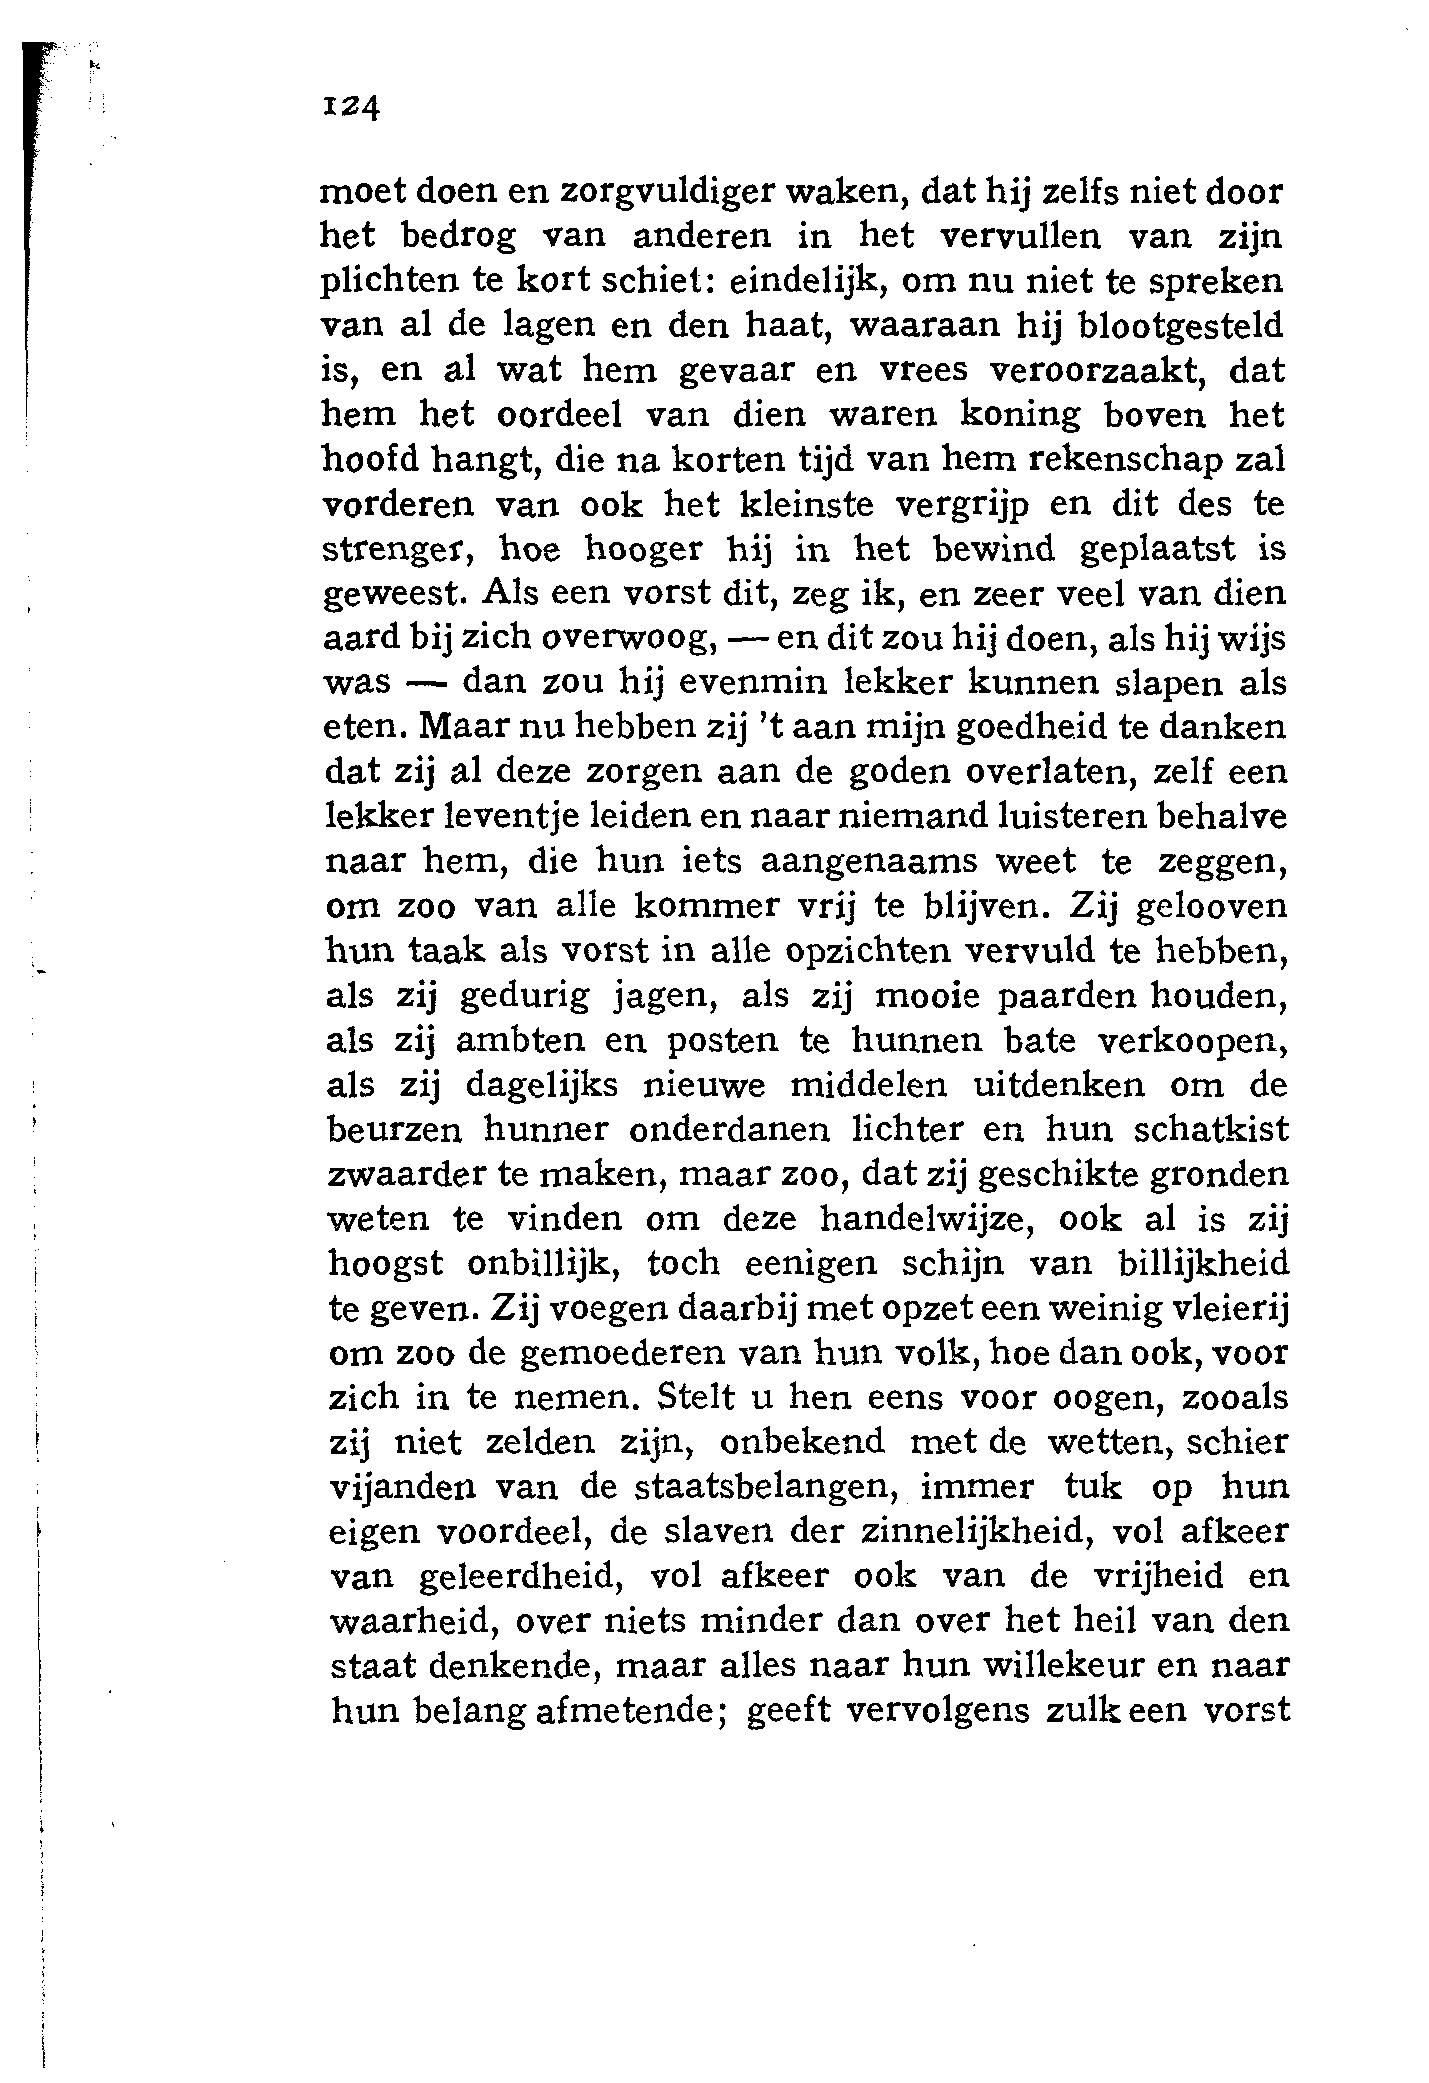 124
moet doen en zorgvuldiger waken, dat hij zelfs niet door
het bedrog van anderen in het vervullen van zijn
plichten te kort schiet: eindelijk, om nu niet te spreken
van al de lagen en den haat, waaraan hij blootgesteld
is, en al wat hem gevaar en vrees veroorzaakt, dat
hem het oordeel van dien waren koning boven het
hoofd hangt, die na korten tijd van hem rekenschap zal
vorderen van ook het kleinste vergrijp en dit des te
strenger, hoe hooger hij in het bewind geplaatst is
geweest. Als een vorst dit, zeg ik, en zeer veel van dien
aard bij zich overwoog, — en dit zou hij doen, als hij wijs
was — dan zou hij evenmin lekker kunnen slapen als
eten. Maar nu hebben zij 't aan mijn goedheid te danken
dat zij al deze zorgen aan de goden overlaten, zelf een
lekker leventje leiden en naar niemand luisteren behalve
naar hem, die hun iets aangenaams weet te zeggen,
om zoo van alle kommer vrij te blijven. Zij gelooven
hun taak als vorst in alle opzichten vervuld te hebben,
als zij gedurig jagen, als zij mooie paarden houden,
als zij ambten en posten te hunnen bate verkoopen,
als zij dagelijks nieuwe middelen uitdenken om de
beurzen hunner onderdanen lichter en hun schatkist
zwaarder te maken, maar zoo, dat zij geschikte gronden
weten te vinden om deze handelwijze, ook al is zij
hoogst onbillijk, toch eenigen schijn van billijkheid
te geven. Zij voegen daarbij met opzet een weinig vleierij
om zoo de gemoederen van hun volk, hoe dan ook, voor
zich in te nemen. Stelt u hen eens voor oogen, zooals
zij niet zelden zijn, onbekend met de wetten, schier
vijanden van de staatsbelangen, immer tuk op hun
eigen voordeel, de slaven der zinnelijkheid, vol afkeer
van geleerdheid, vol afkeer ook van de vrijheid en
waarheid, over niets minder dan over het heil van den
staat denkende, maar alles naar hun willekeur en naar
hun belang afmetende; geeft vervolgens zulk een vorst